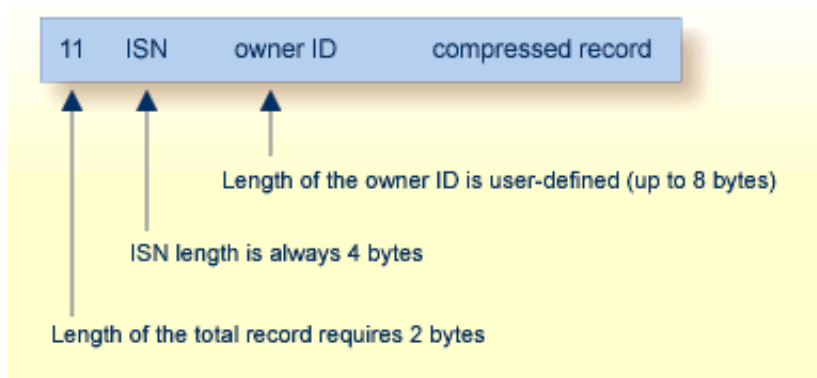 11 ISN owner ID compressed record
Length of the owner ID is user-defined (up to 8 bytes)
ISN length is always 4 bytes
Length of the total record requires 2 bytes